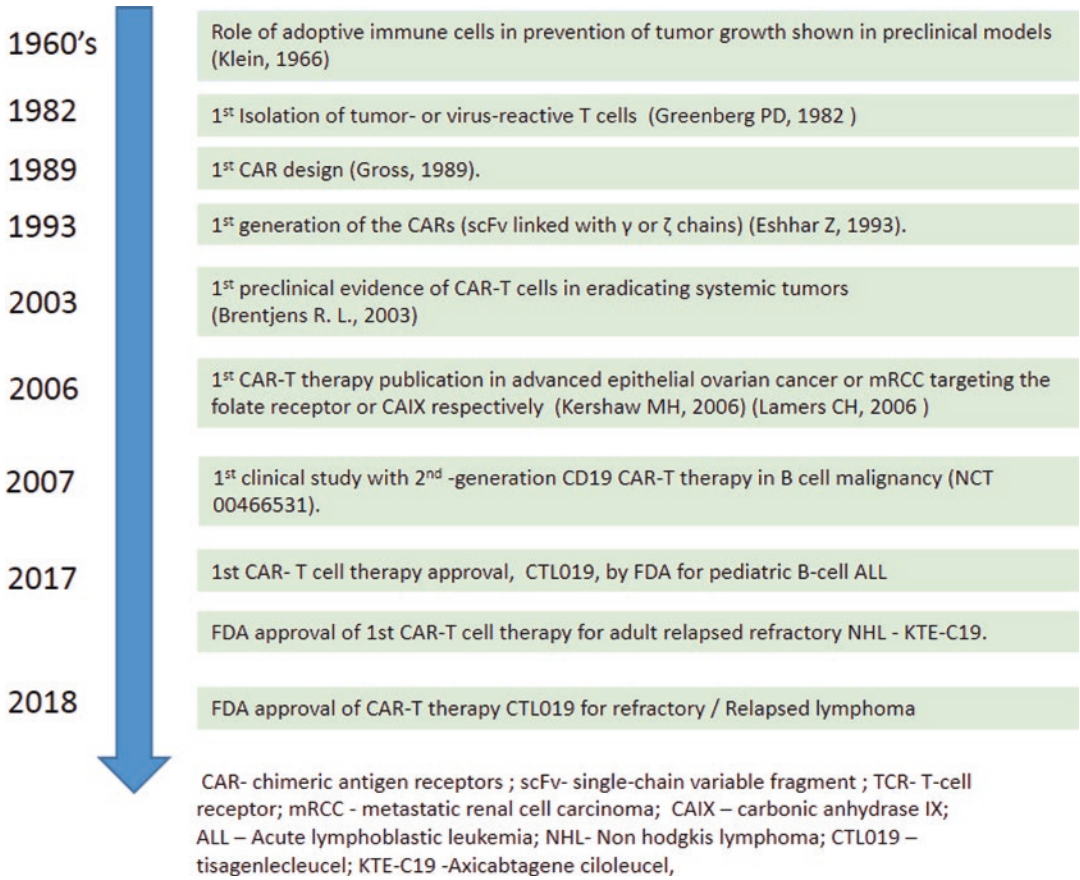 1960's
Role of adoptive immune cells in prevention of tumor growth shown in preclinical models
(Klein, 1966)
1982
1st Isolation of tumor- or virus-reactive T cells (Greenberg PD, 1982 )
1989
1st CAR design (Gross, 1989).
1993
1st generation of the CARs (scFv linked with γ or ζ chains) (Eshhar Z, 1993).
2003
1st preclinical evidence of CAR-T cells in eradicating systemic tumors
(Brentjens R. L., 2003)
2006
1st CAR-T therapy publication in advanced epithelial ovarian cancer or mRCC targeting the
folate receptor or CAIX respectively (Kershaw MH, 2006) (Lamers CH, 2006 )
2007
1st clinical study with 2nd -generation CD19 CAR-T therapy in B cell malignancy (NCT
00466531).
2017
1st CAR- T cell therapy approval, CTL019, by FDA for pediatric B-cell ALL
FDA approval of 1st CAR-T cell therapy for adult relapsed refractory NHL - KTE-C19.
2018
FDA approval of CAR-T therapy CTL019 for refractory / Relapsed lymphoma
CAR- chimeric antigen receptors ; scFv- single-chain variable fragment ; TCR- T-cell
receptor; mRCC - metastatic renal cell carcinoma; CAIX – carbonic anhydrase IX;
ALL – Acute lymphoblastic leukemia; NHL- Non hodgkis lymphoma; CTL019 –
tisagenlecleucel; KTE-C19 -Axicabtagene ciloleucel,